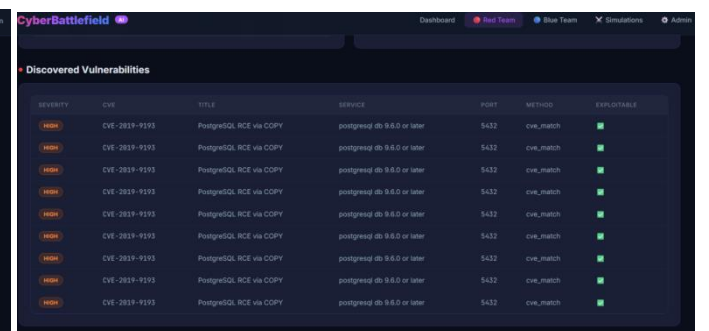 CyberBattlefield AI
Dashboard
Red Team
Blue Team
Simulations
Admin
Discovered Vulnerabilities
SEVERITY CVE TITLE SERVICE PORT METHOD EXPLOITABLE
HIGH CVE-2019-9193 PostgreSQL RCE via COPY postgresql db 9.6.0 or later 5432 cve_match
HIGH CVE-2019-9193 PostgreSQL RCE via COPY postgresql db 9.6.0 or later 5432 cve_match
HIGH CVE-2019-9193 PostgreSQL RCE via COPY postgresql db 9.6.0 or later 5432 cve_match
HIGH CVE-2019-9193 PostgreSQL RCE via COPY postgresql db 9.6.0 or later 5432 cve_match
HIGH CVE-2019-9193 PostgreSQL RCE via COPY postgresql db 9.6.0 or later 5432 cve_match
HIGH CVE-2019-9193 PostgreSQL RCE via COPY postgresql db 9.6.0 or later 5432 cve_match
HIGH CVE-2019-9193 PostgreSQL RCE via COPY postgresql db 9.6.0 or later 5432 cve_match
HIGH CVE-2019-9193 PostgreSQL RCE via COPY postgresql db 9.6.0 or later 5432 cve_match
HIGH CVE-2019-9193 PostgreSQL RCE via COPY postgresql db 9.6.0 or later 5432 cve_match